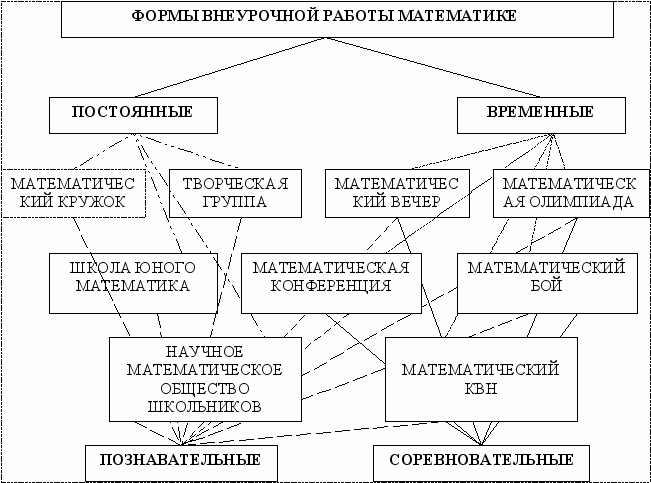 ФОРМЫ ВНЕУРОЧНОЙ РАБОТЫ МАТЕМАТИКЕ
ПОСТОЯННЫЕ
ВРЕМЕННЫЕ
МАТЕМАТИЧЕС
КИЙ КРУЖОК
ТВОРЧЕСКАЯ
ГРУППА
МАТЕМАТИЧЕС
КИЙ ВЕЧЕР
МАТЕМАТИЧЕСК
АЯ ОЛИМПИАДА
ШКОЛА ЮНОГО
МАТЕМАТИКА
МАТЕМАТИЧЕСКАЯ
КОНФЕРЕНЦИЯ
МАТЕМАТИЧЕСКИЙ
БОЙ
НАУЧНОЕ
МАТЕМАТИЧЕСКОЕ
ОБЩЕСТВО
ШКОЛЬНИКОВ
МАТЕМАТИЧЕСКИЙ
КВН
ПОЗНАВАТЕЛЬНЫЕ
СОРЕВНОВАТЕЛЬНЫЕ